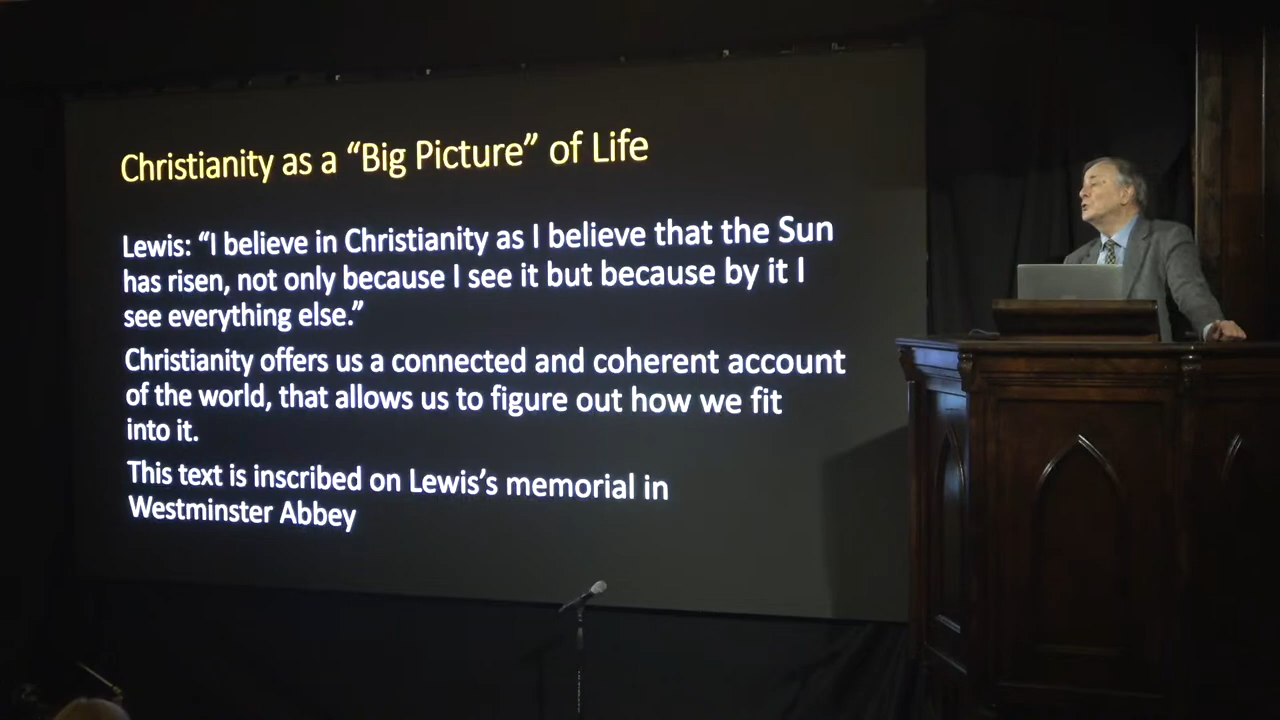 Christianity as a “Big Picture” of Life
Lewis: “I believe in Christianity as I believe that the Sun
has risen, not only because I see it but because by it I
see everything else.”
Christianity offers us a connected and coherent account
of the world, that allows us to figure out how we fit
into it.
This text is inscribed on Lewis’s memorial in
Westminster Abbey